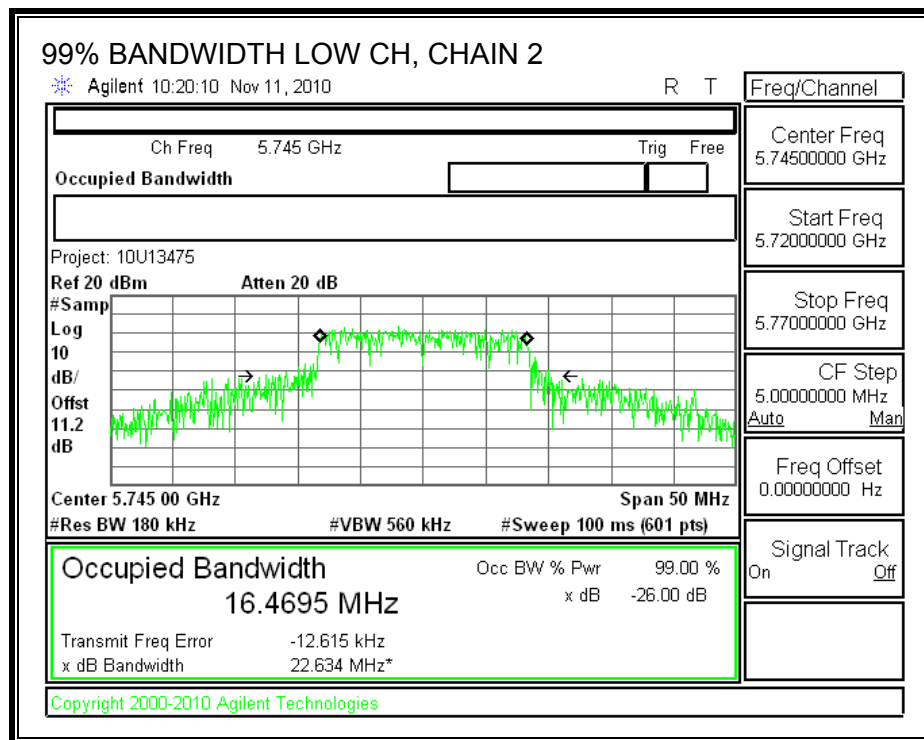 99% BANDWIDTH LOW CH, CHAIN 2
Agilent 10:20:10 Nov 11, 2010 R T
Freq/Channel
Ch Freq 5.745 GHz Trig Free
Occupied Bandwidth
Center Freq
5.74500000 GHz
Start Freq
5.72000000 GHz
Stop Freq
5.77000000 GHz
CF Step
5.00000000 MHz
Auto Man
Freq Offset
0.00000000 Hz
Signal Track
On Off
Project: 10U13475
Ref 20 dBm Atten 20 dB
#Samp
Log
10
dB/
Offst
11.2
dB
Center 5.745 00 GHz Span 50 MHz
#Res BW 180 kHz #VBW 560 kHz #Sweep 100 ms (601 pts)
Occupied Bandwidth
16.4695 MHz
Occ BW % Pwr 99.00 %
x dB -26.00 dB
Transmit Freq Error -12.615 kHz
x dB Bandwidth 22.634 MHz*
Copyright 2000-2010 Agilent Technologies